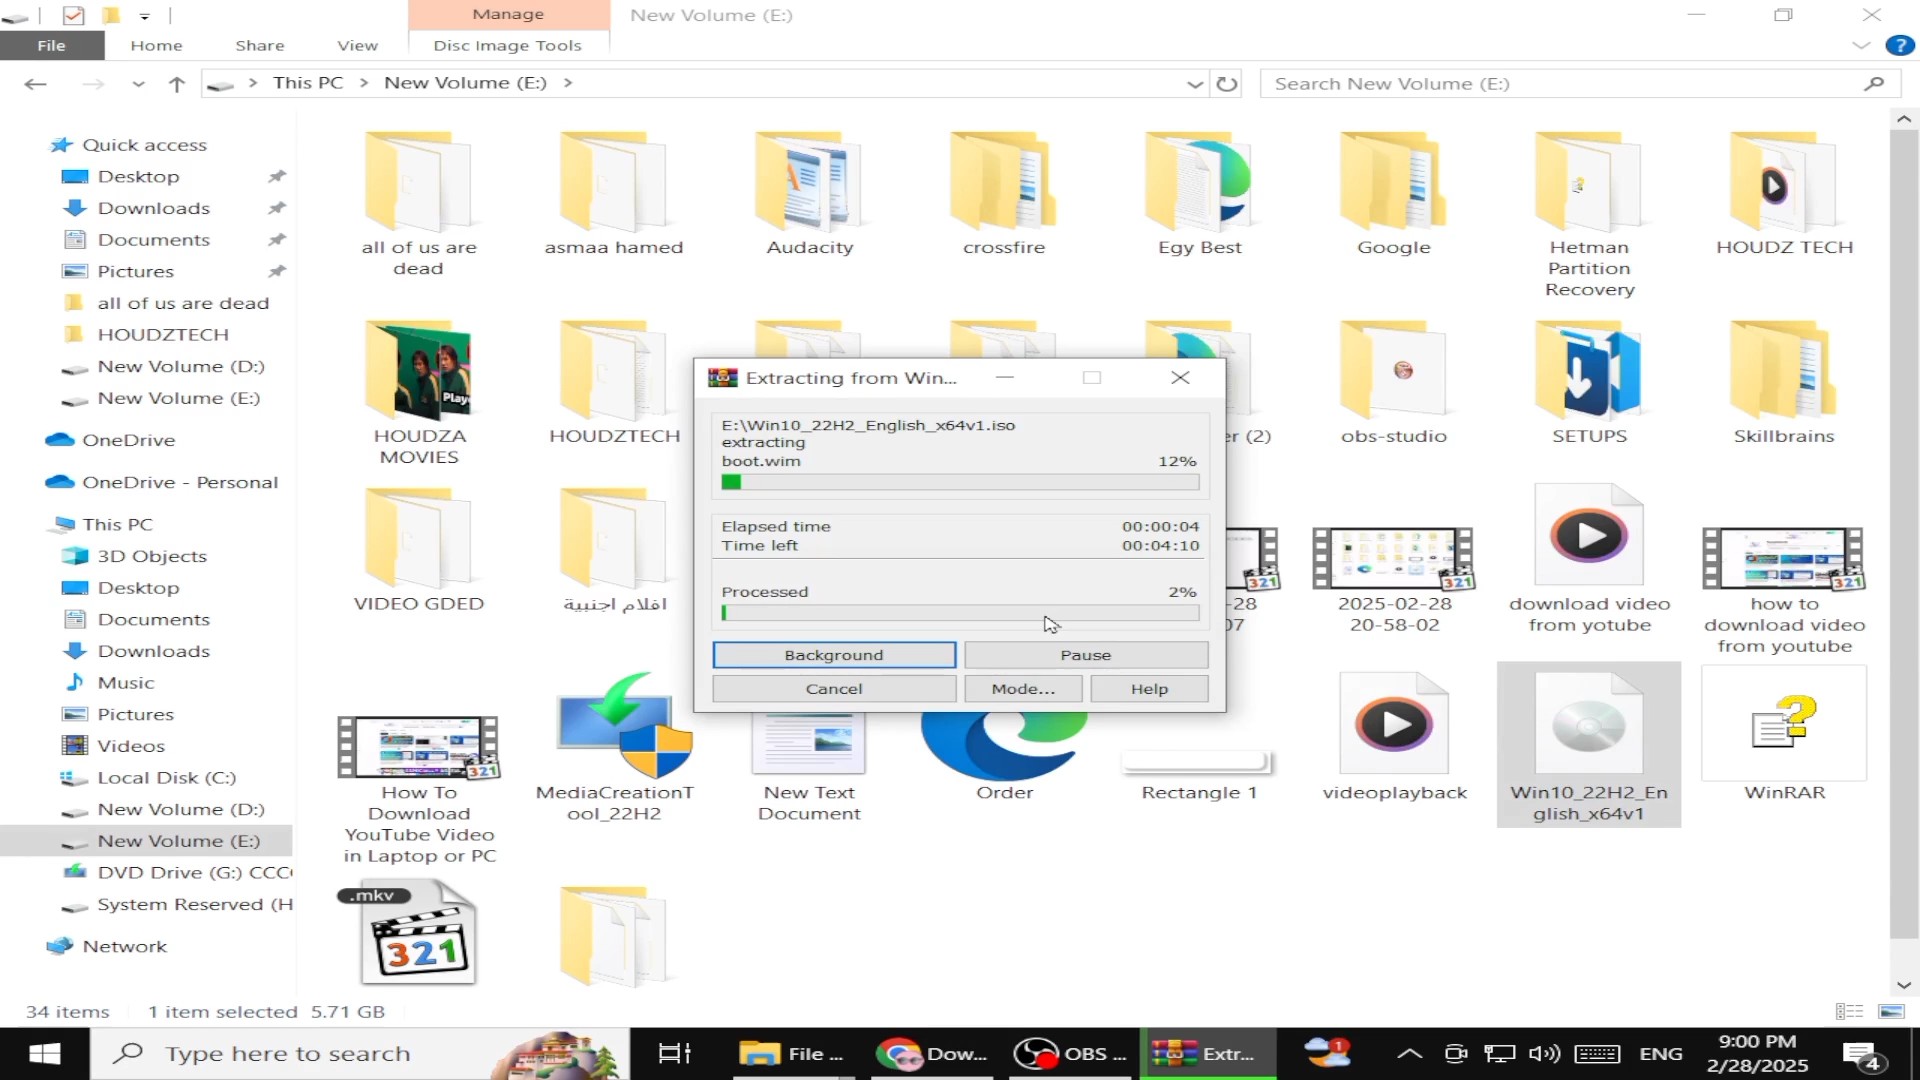 Manage
New Volume (E:)
File
Home
Share
View
Disc Image Tools
?
This PC
New Volume (E:)
Search New Volume (E:)
Quick access
Desktop
Downloads
Documents
Pictures
all of us are dead
HOUDZTECH
New Volume (D:)
New Volume (E:)
OneDrive
OneDrive - Personal
This PC
3D Objects
Desktop
Documents
Downloads
Music
Pictures
Videos
Local Disk (C:)
New Volume (D:)
New Volume (E:)
DVD Drive (G:) CCC
System Reserved (H
Network
all of us are
dead
asmaa hamed
Audacity
crossfire
Egy Best
Google
Hetman
Partition
Recovery
HOUDZ TECH
HOUDZA
MOVIES
HOUDZTECH
er (2)
obs-studio
SETUPS
Skillbrains
VIDEO GDED
افلام اجنبية
-28
07
2025-02-28
20-58-02
download video
from yotube
how to
download video
from youtube
How To
Download
YouTube Video
in Laptop or PC
MediaCreationT
ool_22H2
New Text
Document
Order
Rectangle 1
videoplayback
Win10_22H2_En
glish_x64v1
WinRAR
.mkv
321
Extracting from Win...
E:\Win10_22H2_English_x64v1.iso
extracting
boot.wim 12%
Elapsed time 00:00:04
Time left 00:04:10
Processed 2%
Background
Pause
Cancel
Mode...
Help
34 items
1 item selected 5.71 GB
Type here to search
File ...
Dow...
OBS ...
Extr...
1
ENG
9:00 PM
2/28/2025
4